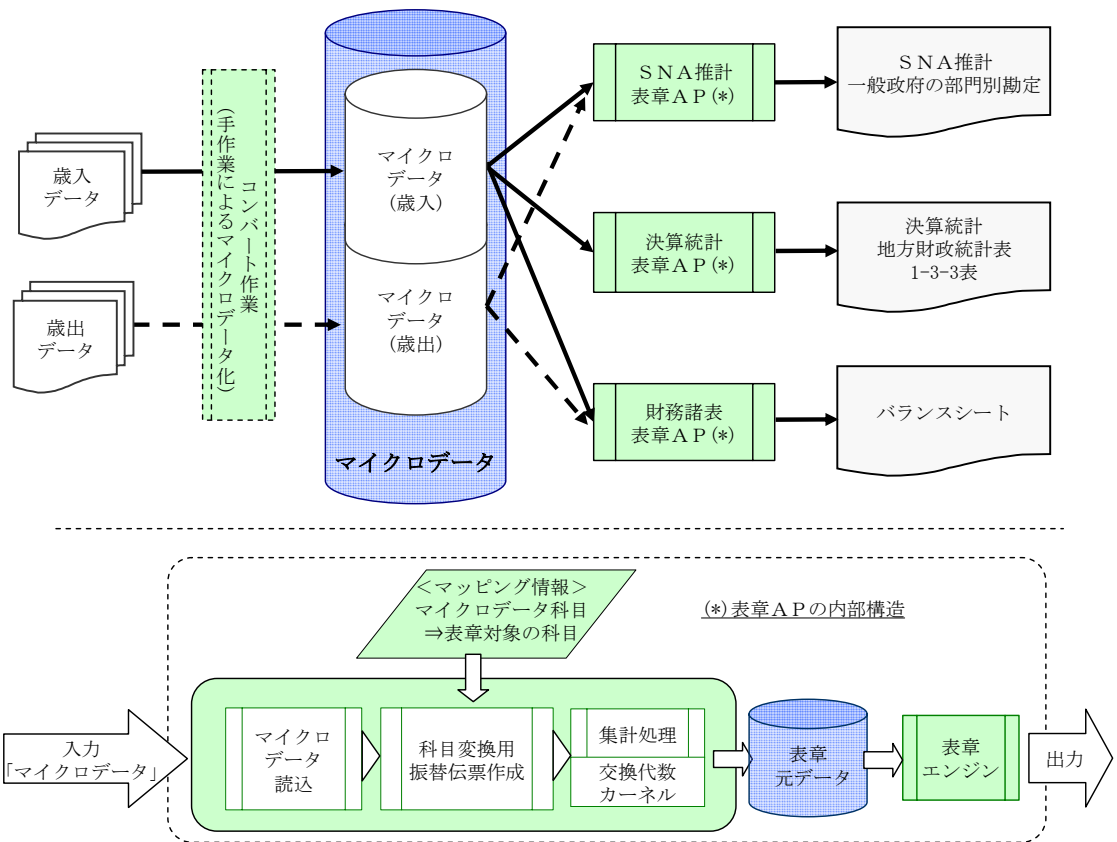 歳入
データ
歳出
データ
コンバート作業
(手作業によるマイクロデータ化)
マイクロ
データ
(歳入)
マイクロ
データ
(歳出)
マイクロデータ
ＳＮＡ推計
表章ＡＰ(*)
決算統計
表章ＡＰ(*)
財務諸表
表章ＡＰ(*)
ＳＮＡ推計
一般政府の部門別勘定
決算統計
地方財政統計表
1-3-3表
バランスシート
＜マッピング情報＞
マイクロデータ科目
⇒表章対象の科目
(*)表章ＡＰの内部構造
入力
「マイクロデータ」
マイクロ
データ
読込
科目変換用
振替伝票作成
集計処理
交換代数
カーネル
表章
元データ
表章
エンジン
出力